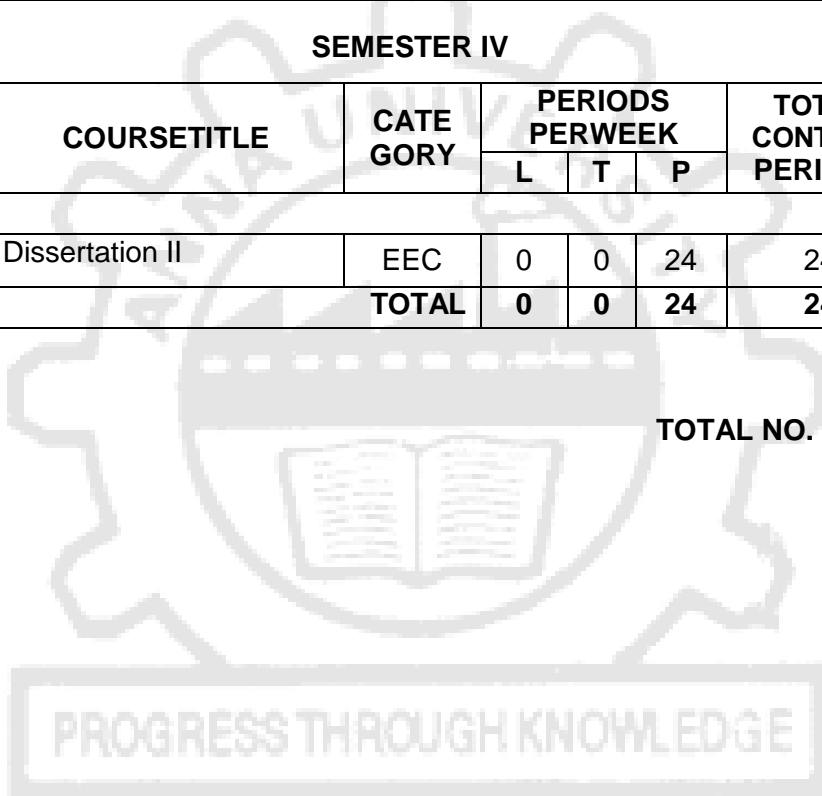 SEMESTER IV
COURSETITLE CATE GORY PERIODS PERWEEK
L T P
Dissertation II EEC 0 0 24
TOTAL 0 0 24
TOTAL NO.
PROGRESS THROUGH KNOWLEDGE